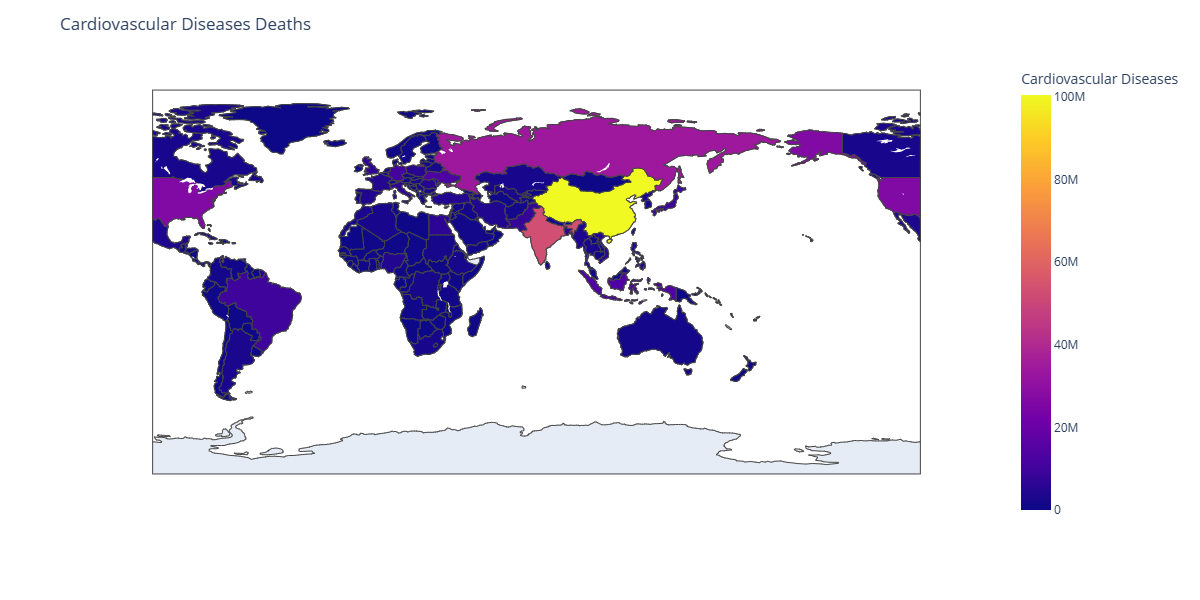 Cardiovascular Diseases Deaths
Cardiovascular Diseases
100M
80M
60M
40M
20M
0